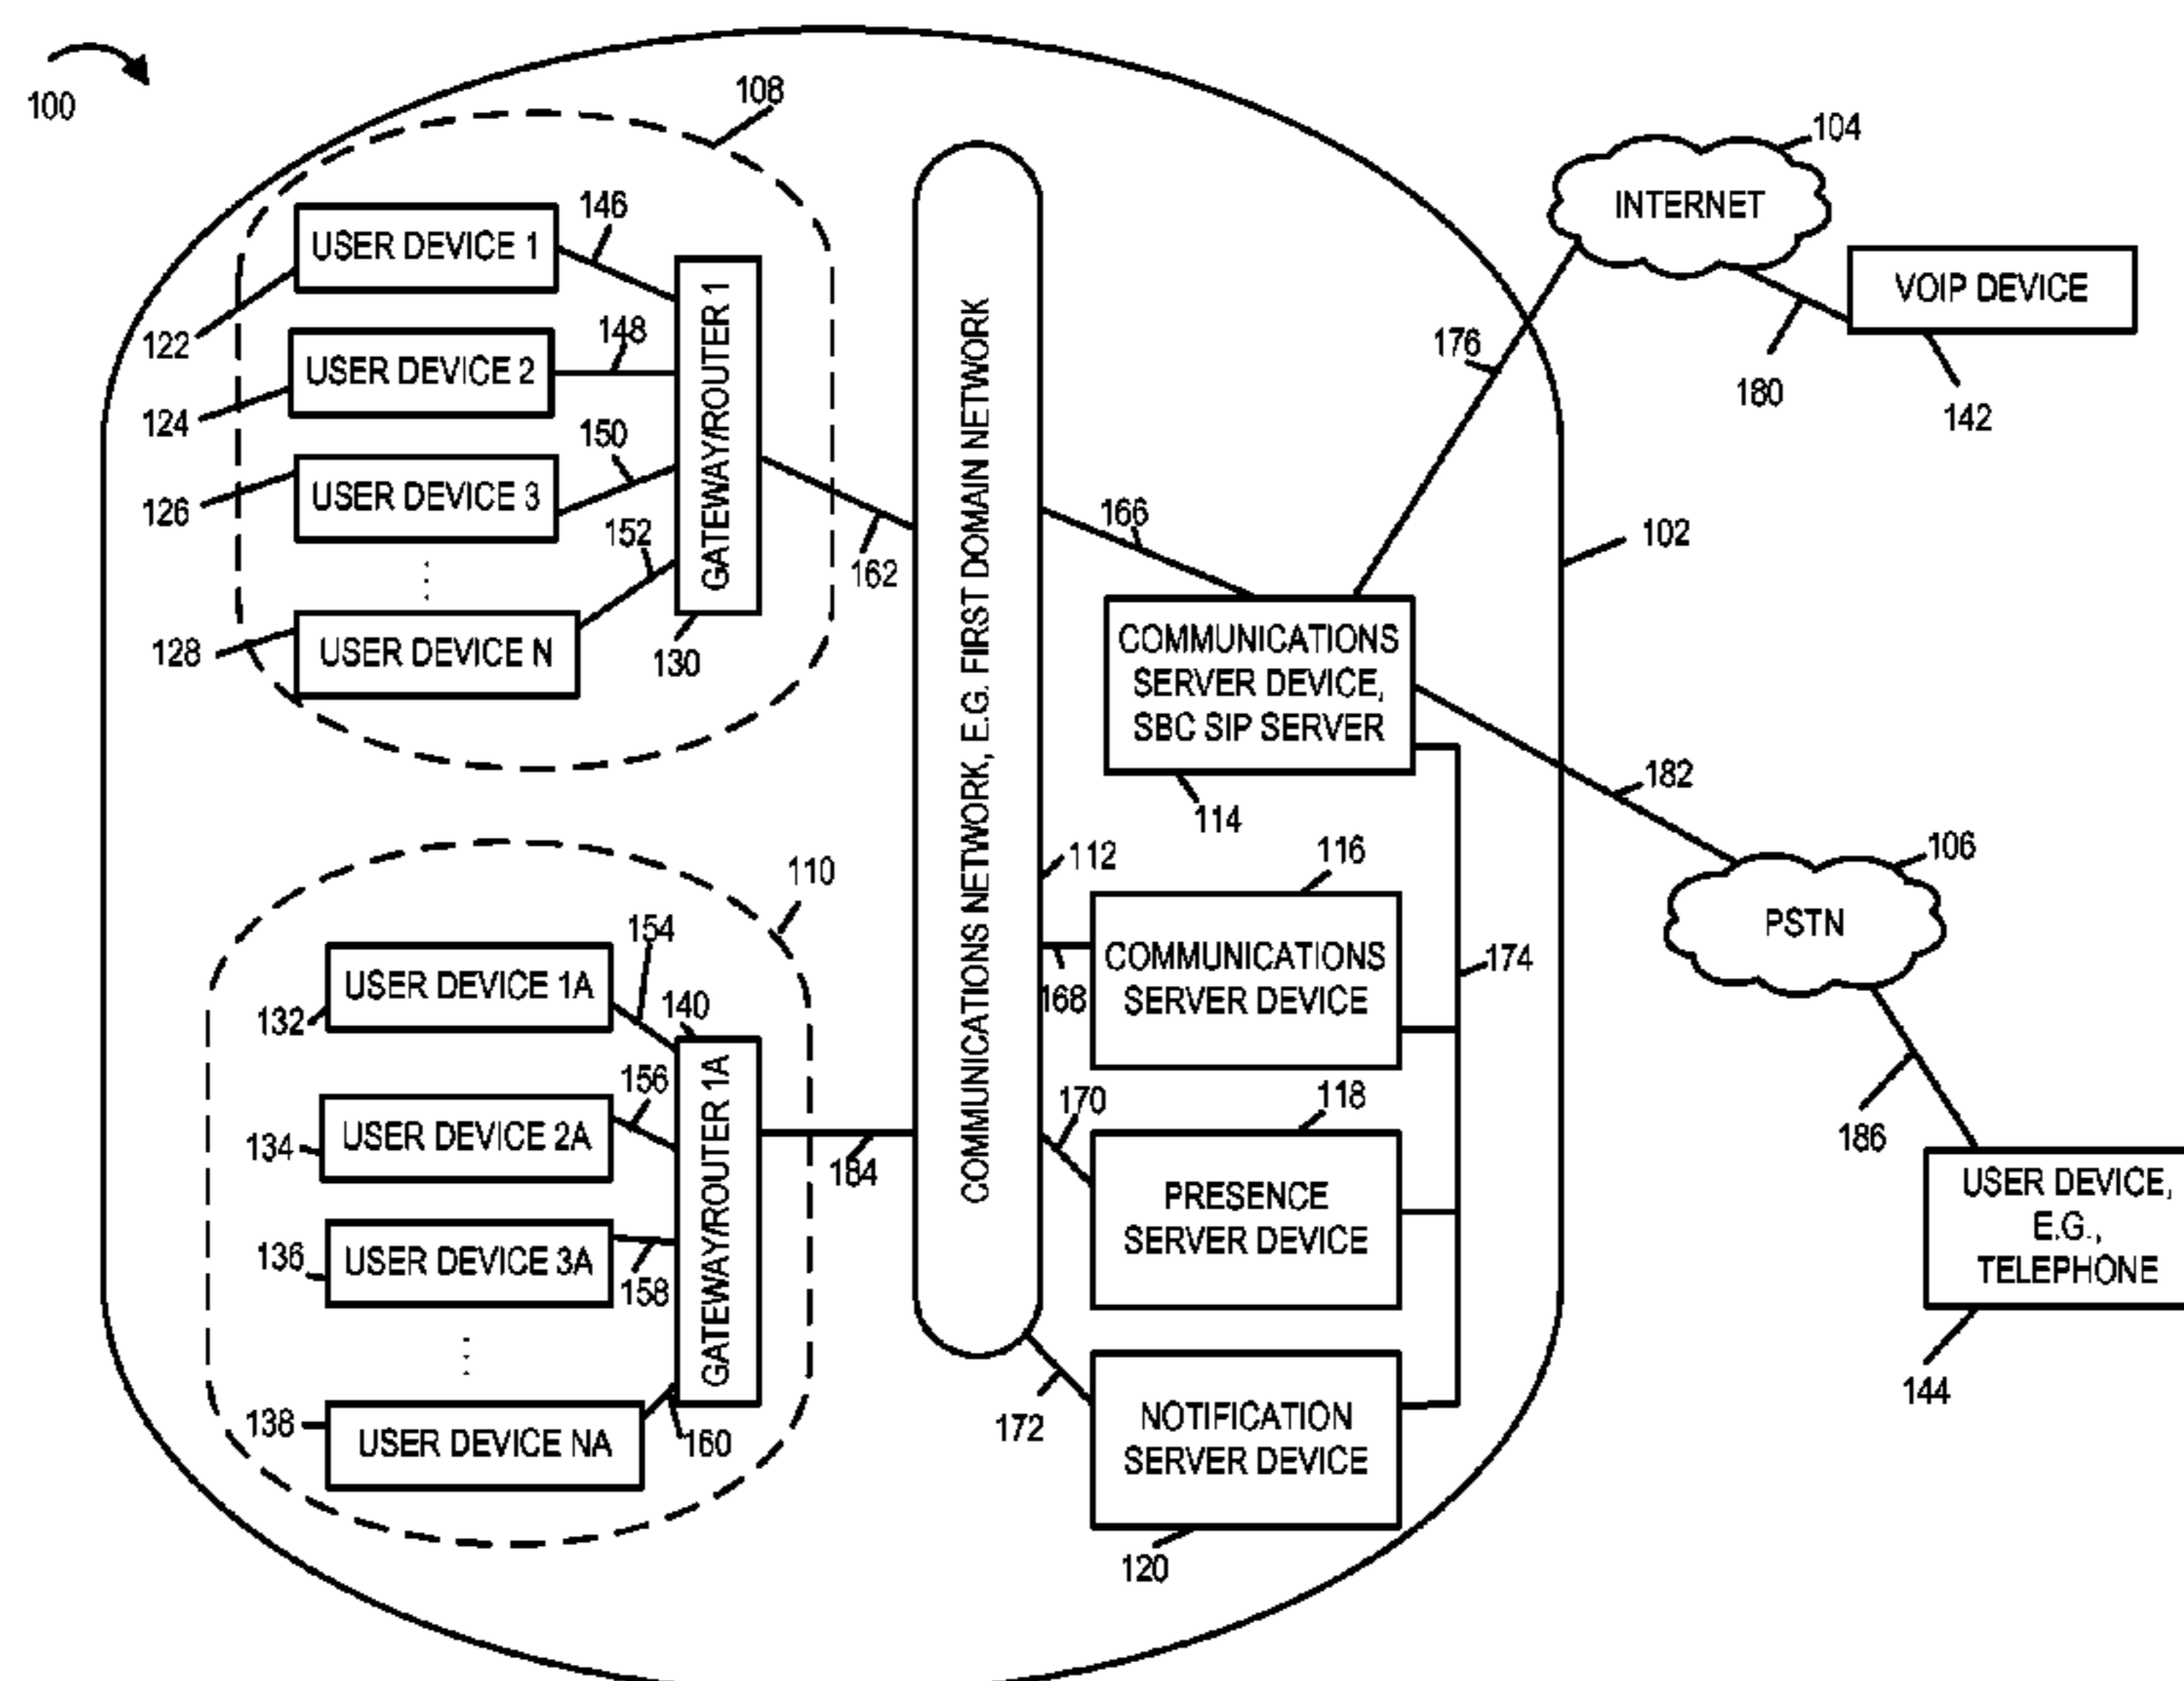 100
108
104
INTERNET
146
USER DEVICE 1
122
VOIP DEVICE
148
176
USER DEVICE 2
124
180
142
150
USER DEVICE 3
126
152
GATEWAY/ROUTER 1
162
166
102
USER DEVICE N
128
130
COMMUNICATIONS NETWORK, E.G. FIRST DOMAIN NETWORK
COMMUNICATIONS
SERVER DEVICE,
SBC SIP SERVER
114
182
112
116
106
PSTN
110
154
140
USER DEVICE 1A
132
168
COMMUNICATIONS
SERVER DEVICE
174
156
USER DEVICE 2A
134
GATEWAY/ROUTER 1A
184
170
118
186
PRESENCE
SERVER DEVICE
USER DEVICE,
E.G.,
TELEPHONE
144
USER DEVICE 3A
136
158
138
USER DEVICE NA
160
172
NOTIFICATION
SERVER DEVICE
120